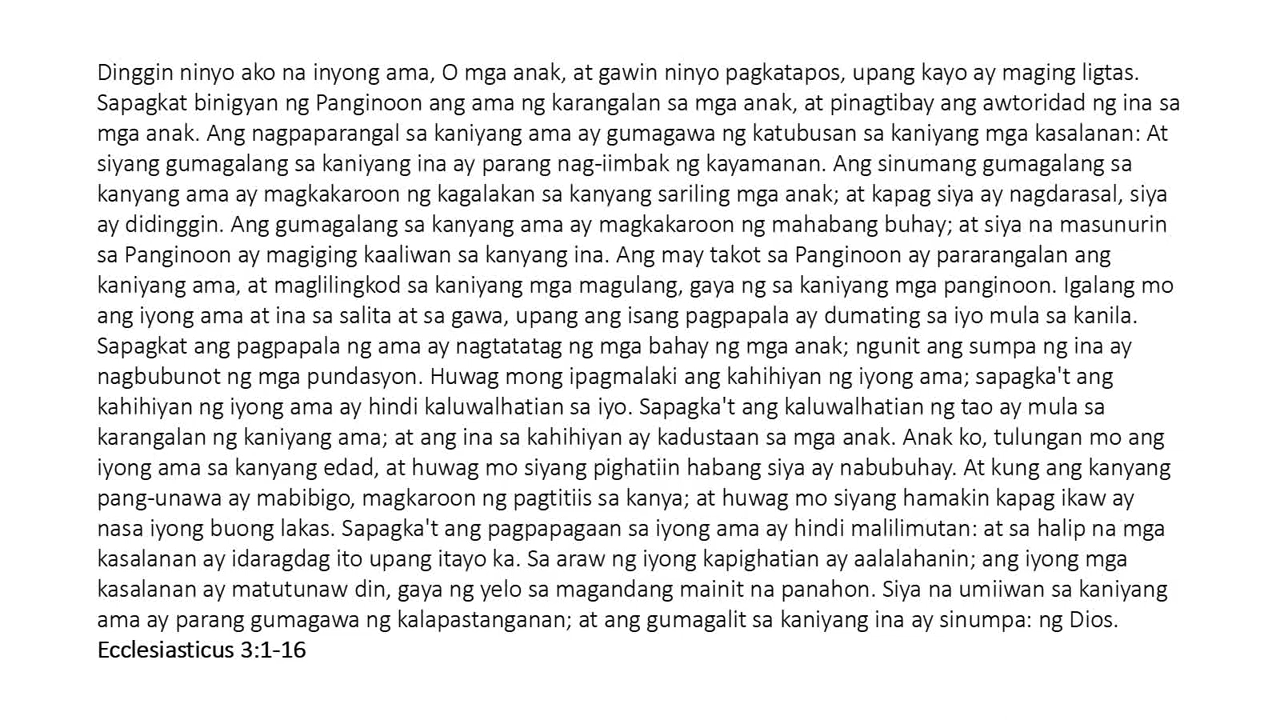 Dinggin ninyo ako na inyong ama, O mga anak, at gawin ninyo pagkatapos, upang kayo ay maging ligtas.
Sapagkat binigyan ng Panginoon ang ama ng karangalan sa mga anak, at pinagtibay ang awtoridad ng ina sa
mga anak. Ang nagpaparangal sa kaniyang ama ay gumagawa ng katubusan sa kaniyang mga kasalanan: At
siyang gumagalang sa kaniyang ina ay parang nag-iimbak ng kayamanan. Ang sinumang gumagalang sa
kanyang ama ay magkakaroon ng kagalakan sa kanyang sariling mga anak; at kapag siya ay nagdarasal, siya
ay didinggin. Ang gumagalang sa kanyang ama ay magkakaroon ng mahabang buhay; at siya na masunurin
sa Panginoon ay magiging kaaliwan sa kanyang ina. Ang may takot sa Panginoon ay pararangalan ang
kaniyang ama, at maglilingkod sa kaniyang mga magulang, gaya ng sa kaniyang mga panginoon. Igalang mo
ang iyong ama at ina sa salita at sa gawa, upang ang isang pagpapala ay dumating sa iyo mula sa kanila.
Sapagkat ang pagpapala ng ama ay nagtatatag ng mga bahay ng mga anak; ngunit ang sumpa ng ina ay
nagbubunot ng mga pundasyon. Huwag mong ipagmalaki ang kahihiyan ng iyong ama; sapagka't ang
kahihiyan ng iyong ama ay hindi kaluwalhatian sa iyo. Sapagka't ang kaluwalhatian ng tao ay mula sa
karangalan ng kaniyang ama; at ang ina sa kahihiyan ay kadustaan sa mga anak. Anak ko, tulungan mo ang
iyong ama sa kanyang edad, at huwag mo siyang pighatiin habang siya ay nabubuhay. At kung ang kanyang
pang-unawa ay mabibigo, magkaroon ng pagtitiis sa kanya; at huwag mo siyang hamakin kapag ikaw ay
nasa iyong buong lakas. Sapagka't ang pagpapagaan sa iyong ama ay hindi malilimutan: at sa halip na mga
kasalanan ay idaragdag ito upang itayo ka. Sa araw ng iyong kapighatian ay aalalahanin; ang iyong mga
kasalanan ay matutunaw din, gaya ng yelo sa magandang mainit na panahon. Siya na umiiwan sa kaniyang
ama ay parang gumagawa ng kalapastanganan; at ang gumagalit sa kaniyang ina ay sinumpa: ng Dios.
Ecclesiasticus 3:1-16